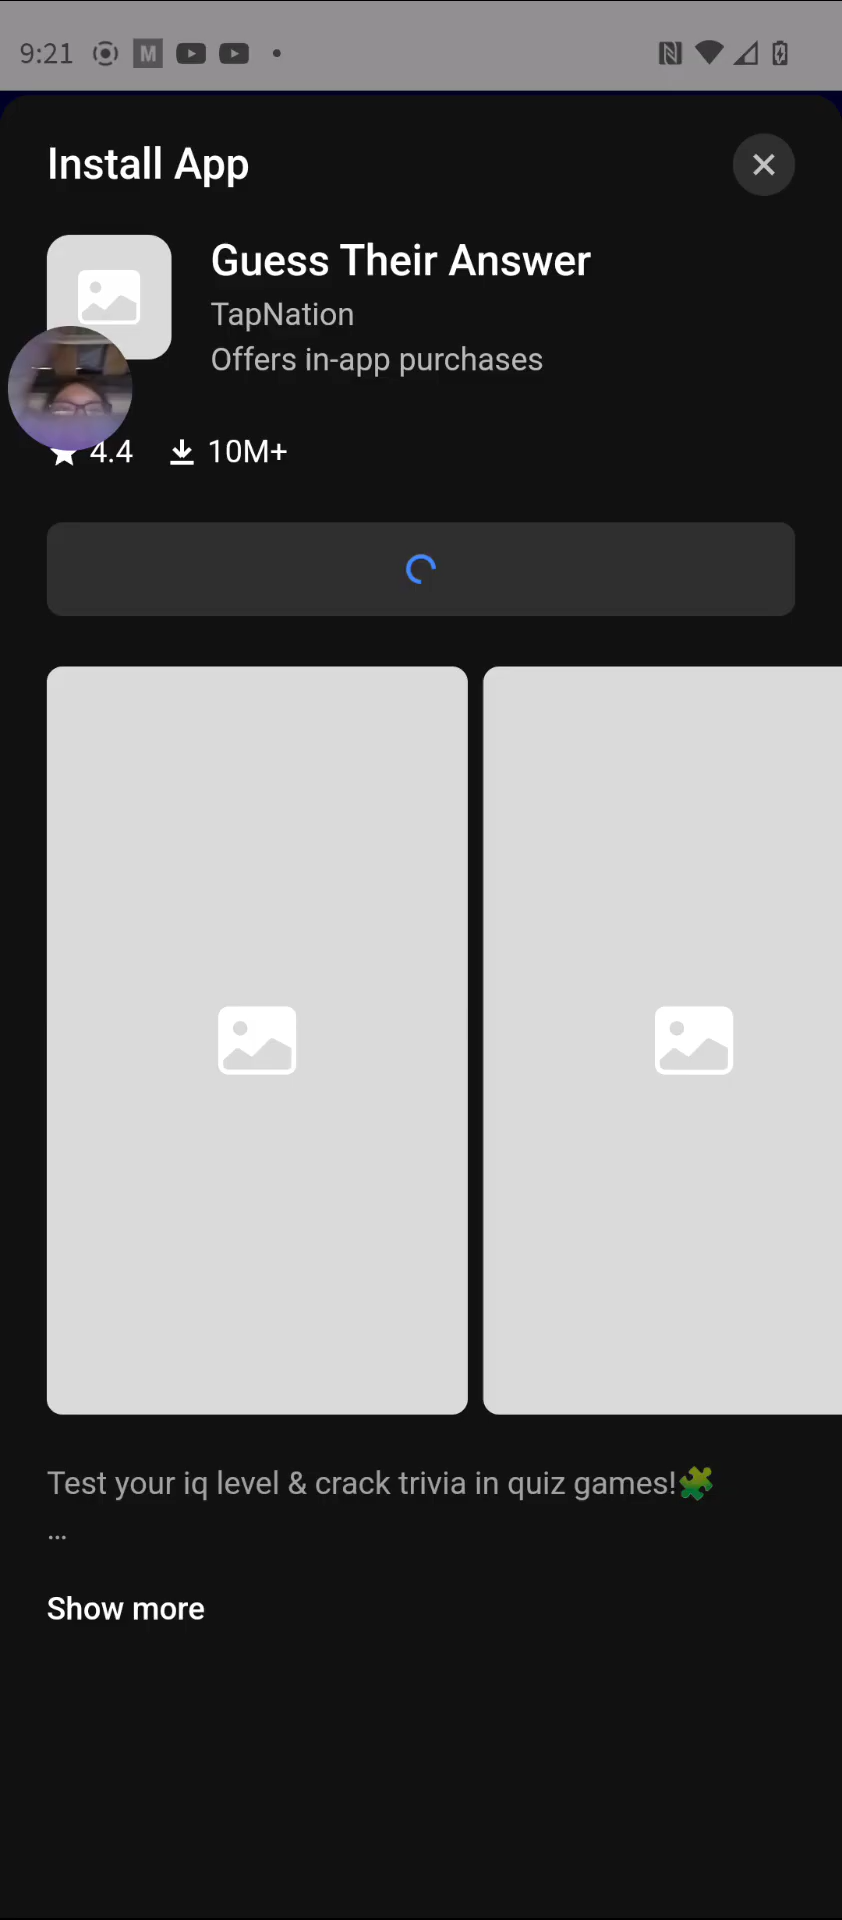 9:21
M
Install App
Guess Their Answer
TapNation
Offers in-app purchases
4.4
10M+
Test your iq level & crack trivia in quiz games!🧩
...
Show more